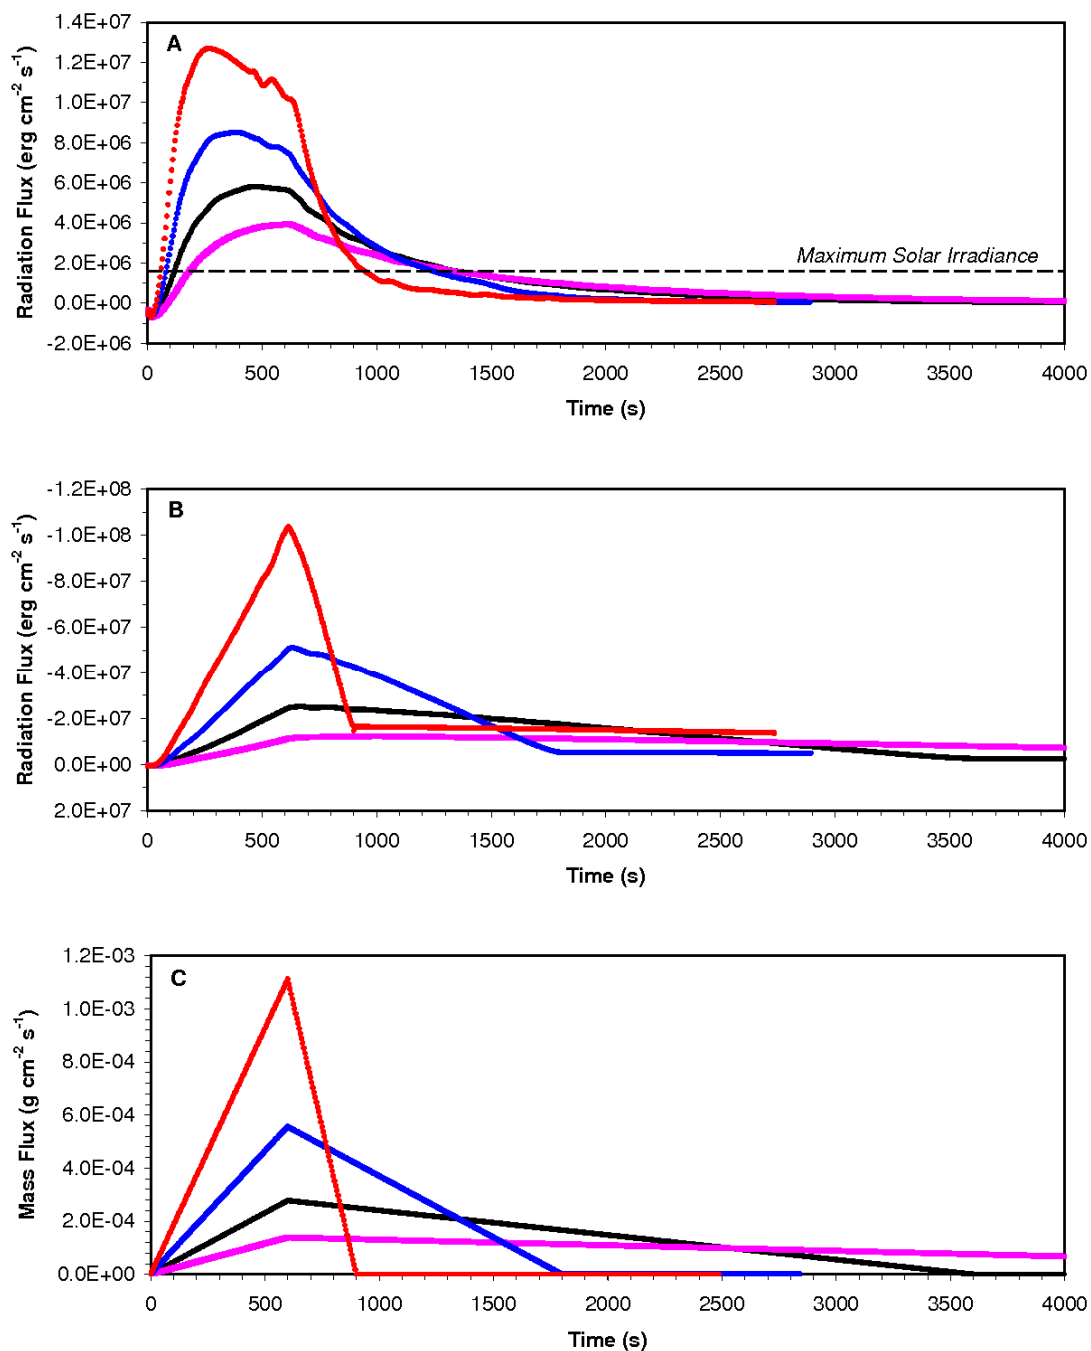 A
Radiation Flux (erg cm⁻² s⁻¹)
1.4E+07
1.2E+07
1.0E+07
8.0E+06
6.0E+06
4.0E+06
2.0E+06
0.0E+00
-2.0E+06
Maximum Solar Irradiance
0 500 1000 1500 2000 2500 3000 3500 4000
Time (s)
B
Radiation Flux (erg cm⁻² s⁻¹)
-1.2E+08
-1.0E+08
-8.0E+07
-6.0E+07
-4.0E+07
-2.0E+07
0.0E+00
2.0E+07
0 500 1000 1500 2000 2500 3000 3500 4000
Time (s)
C
Mass Flux (g cm⁻² s⁻¹)
1.2E-03
1.0E-03
8.0E-04
6.0E-04
4.0E-04
2.0E-04
0.0E+00
0 500 1000 1500 2000 2500 3000 3500 4000
Time (s)